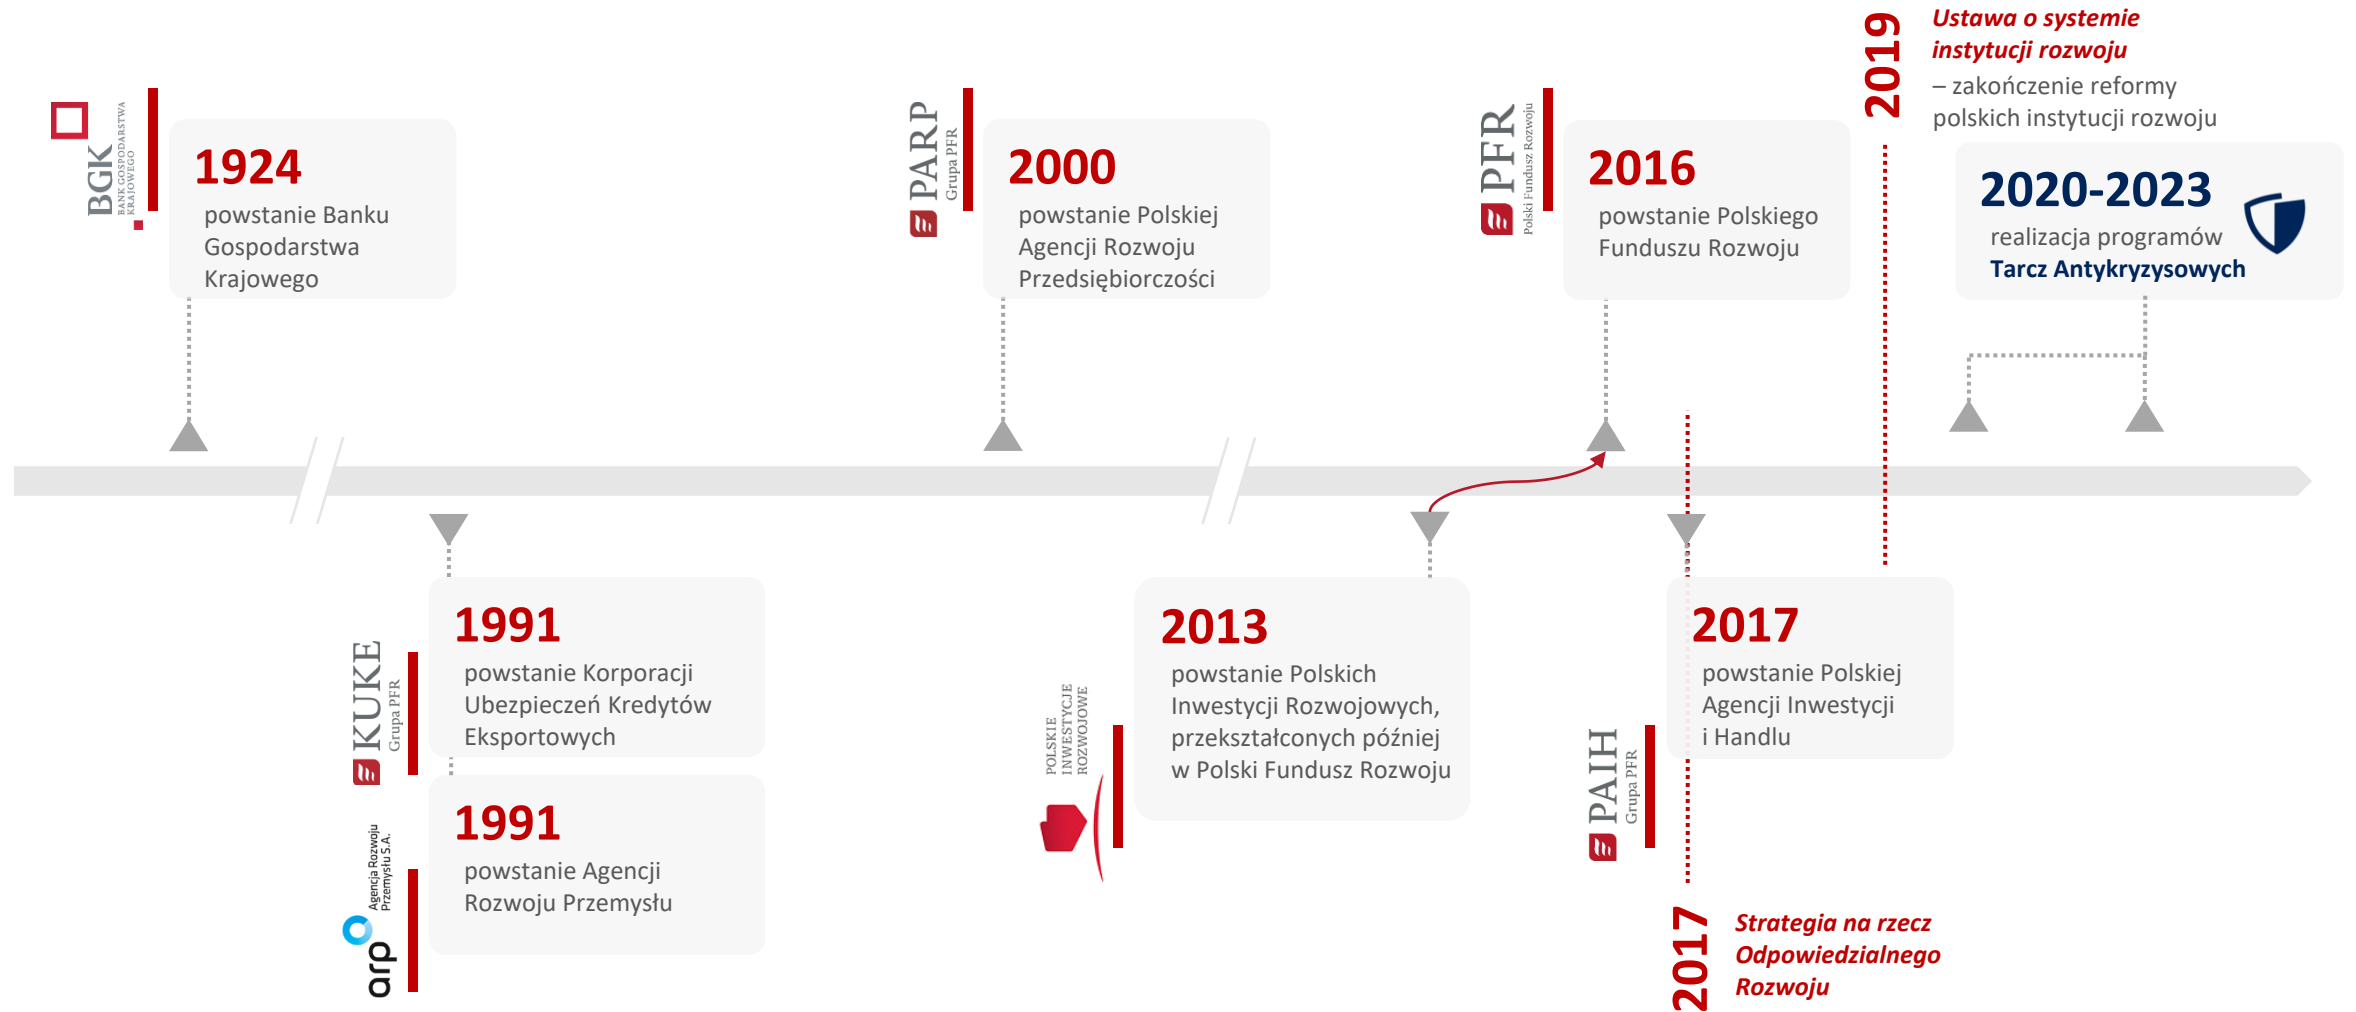 BGK
BANK GOSPODARSTWA
KRAJOWEGO
1924
powstanie Banku
Gospodarstwa
Krajowego
PARP
Grupa PFR
2000
powstanie Polskiej
Agencji Rozwoju
Przedsiębiorczości
PFR
Polski Fundusz Rozwoju
2016
powstanie Polskiego
Funduszu Rozwoju
2019
Ustawa o systemie
instytucji rozwoju
– zakończenie reformy
polskich instytucji rozwoju
2020-2023
realizacja programów
Tarcz Antykryzysowych
KUKE
Grupa PFR
1991
powstanie Korporacji
Ubezpieczeń Kredytów
Eksportowych
arp
Agencja Rozwoju
Przemysłu S.A.
1991
powstanie Agencji
Rozwoju Przemysłu
POLSKIE
INWESTYCJE
ROZWOJOWE
2013
powstanie Polskich
Inwestycji Rozwojowych,
przekształconych później
w Polski Fundusz Rozwoju
PAIH
Grupa PFR
2017
powstanie Polskiej
Agencji Inwestycji
i Handlu
2017
Strategia na rzecz
Odpowiedzialnego
Rozwoju